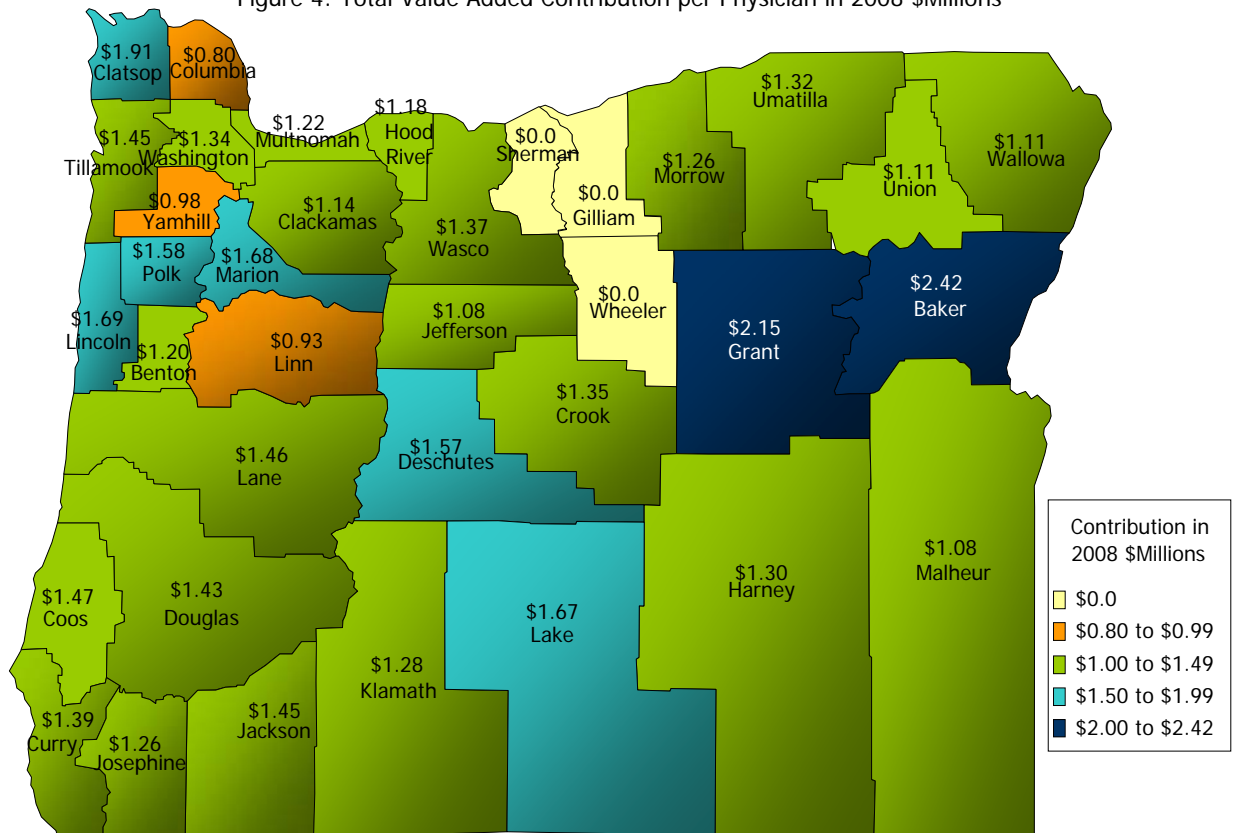 Figure 4: Total Value Added Contribution per Physician in 2008 $Millions
$1.91
Clatsop
$0.80
Columbia
$1.45
Tillamook
$1.34
Washington
$1.22
Multnomah
$1.18
Hood
River
$0.0
Sherman
$0.0
Gilliam
$1.26
Morrow
$1.32
Umatilla
$1.11
Union
$1.11
Wallowa
$0.98
Yamhill
$1.14
Clackamas
$1.37
Wasco
$1.58
Polk
$1.68
Marion
$1.69
Lincoln
$1.20
Benton
$0.93
Linn
$1.08
Jefferson
$0.0
Wheeler
$2.15
Grant
$2.42
Baker
$1.46
Lane
$1.57
Deschutes
$1.35
Crook
$1.47
Coos
$1.43
Douglas
$1.28
Klamath
$1.67
Lake
$1.30
Harney
$1.08
Malheur
$1.39
Curry
$1.26
Josephine
$1.45
Jackson
Contribution in
2008 $Millions
$0.0
$0.80 to $0.99
$1.00 to $1.49
$1.50 to $1.99
$2.00 to $2.42